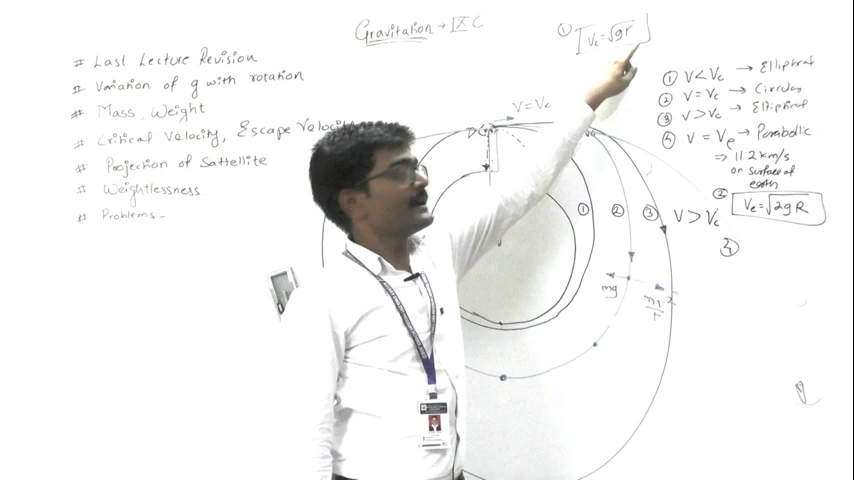 Gravitation → IX C
# Last Lecture Revision
# Variation of g with rotation
# Mass, Weight
# Critical Velocity, Escape Velocity
# Projection of Sattellite
# Weightlessness.
# Problems -
① Vc = √gr
V = Vc
① V < Vc → Elliptical
② V = Vc → Circular
③ V > Vc → Elliptical
④ V = Ve → Parabolic
⇒ 11.2 km/s
on surface of
earth
② Ve = √2gR
① ② ③ V > Vc
④
mg